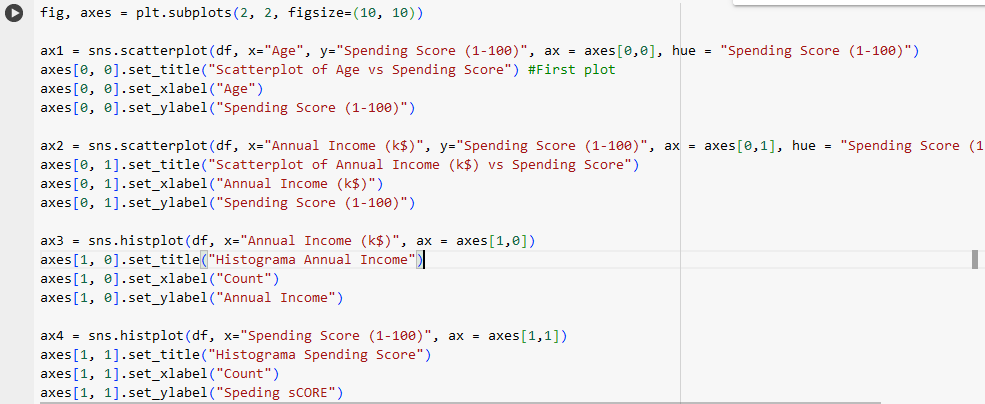 fig, axes = plt.subplots(2, 2, figsize=(10, 10))
ax1 = sns.scatterplot(df, x="Age", y="Spending Score (1-100)", ax = axes[0,0], hue = "Spending Score (1-100)")
axes[0, 0].set_title("Scatterplot of Age vs Spending Score") #First plot
axes[0, 0].set_xlabel("Age")
axes[0, 0].set_ylabel("Spending Score (1-100)")
ax2 = sns.scatterplot(df, x="Annual Income (k$)", y="Spending Score (1-100)", ax = axes[0,1], hue = "Spending Score (1
axes[0, 1].set_title("Scatterplot of Annual Income (k$) vs Spending Score")
axes[0, 1].set_xlabel("Annual Income (k$)")
axes[0, 1].set_ylabel("Spending Score (1-100)")
ax3 = sns.histplot(df, x="Annual Income (k$)", ax = axes[1,0])
axes[1, 0].set_title("Histograma Annual Income")
axes[1, 0].set_xlabel("Count")
axes[1, 0].set_ylabel("Annual Income")
ax4 = sns.histplot(df, x="Spending Score (1-100)", ax = axes[1,1])
axes[1, 1].set_title("Histograma Spending Score")
axes[1, 1].set_xlabel("Count")
axes[1, 1].set_ylabel("Speding sCORE")